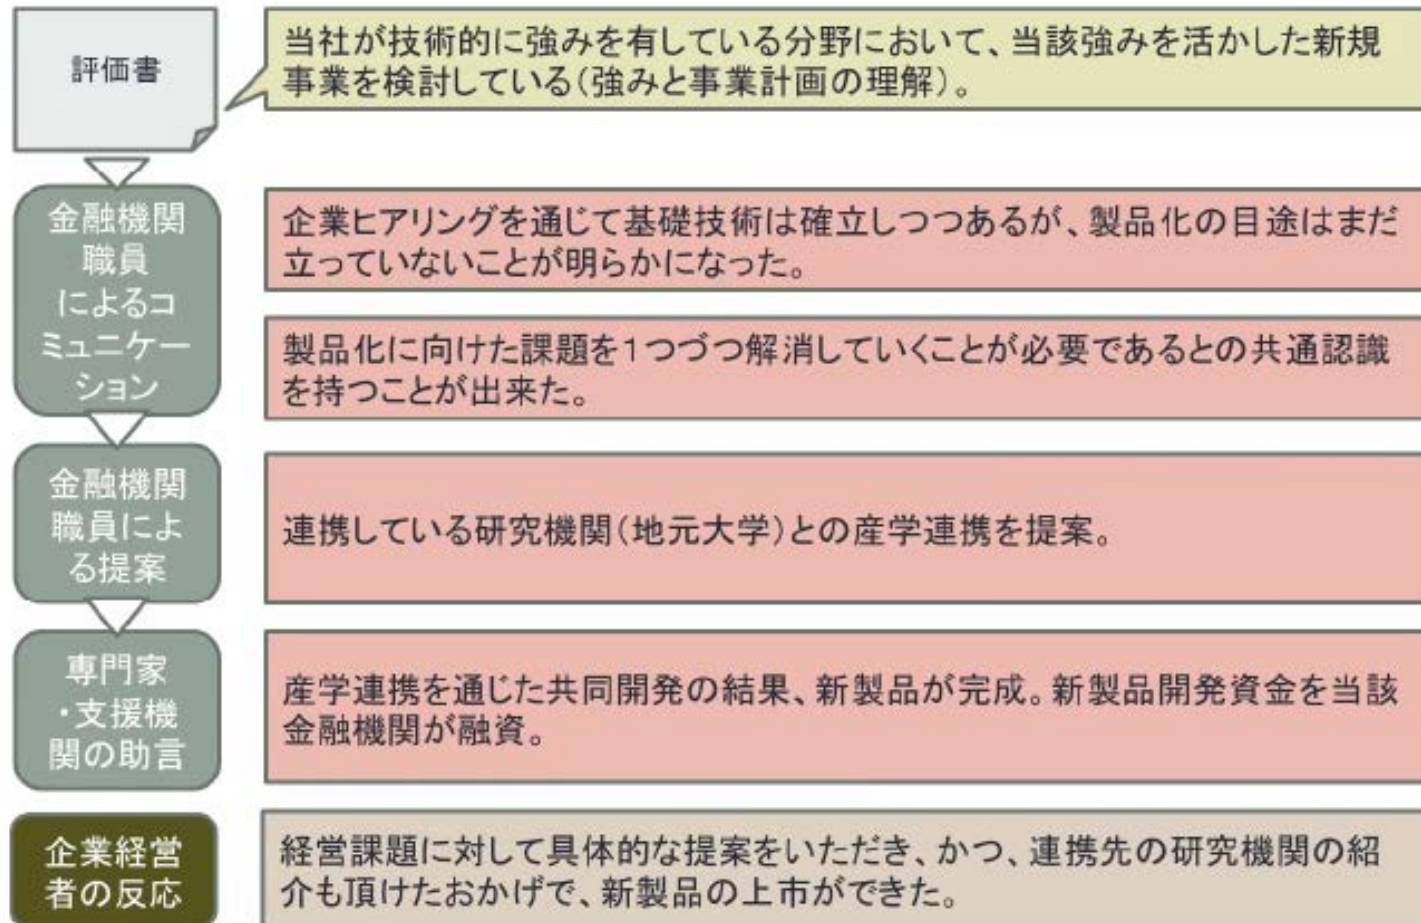 評価書
当社が技術的に強みを有している分野において、当該強みを活かした新規
事業を検討している(強みと事業計画の理解)。
金融機関
職員
によるコ
ミュニケー
ション
企業ヒアリングを通じて基礎技術は確立しつつあるが、製品化の目途はまだ
立っていないことが明らかになった。
製品化に向けた課題を1つづつ解消していくことが必要であるとの共通認識
を持つことが出来た。
金融機関
職員によ
る提案
連携している研究機関(地元大学)との産学連携を提案。
専門家
・支援機
関の助言
産学連携を通じた共同開発の結果、新製品が完成。新製品開発資金を当該
金融機関が融資。
企業経営
者の反応
経営課題に対して具体的な提案をいただき、かつ、連携先の研究機関の紹
介も頂けたおかげで、新製品の上市ができた。